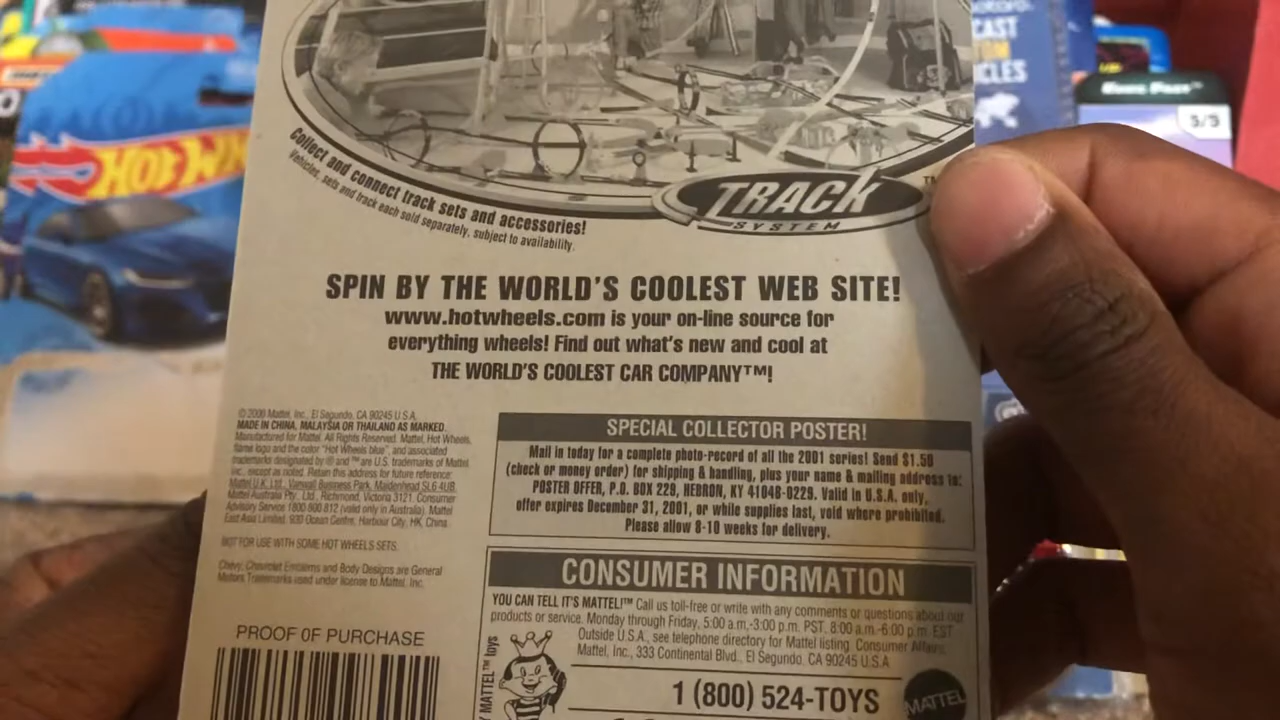 CAST
CLES
3/5
HOT W
Collect and connect track sets and accessories!
Vehicles, sets and track each sold separately, subject to availability.
TRACK
SYSTEM
SPIN BY THE WORLD'S COOLEST WEB SITE!
www.hotwheels.com is your on-line source for
everything wheels! Find out what's new and cool at
THE WORLD'S COOLEST CAR COMPANY™!
© 2000 Mattel, Inc., El Segundo, CA 90245 U.S.A.
MADE IN CHINA, MALAYSIA OR THAILAND AS MARKED.
Manufactured for Mattel. All Rights Reserved. Mattel, Hot Wheels,
flame logo and the color "Hot Wheels blue", and associated
trademarks designated by ® and ™ are U.S. trademarks of Mattel,
Inc., except as noted. Retain this address for future reference:
Mattel U.K. Ltd., Vanwall Business Park, Maidenhead SL6 4UB.
Mattel Australia Pty. Ltd., Richmond, Victoria 3121. Consumer
Advisory Service 1800 800 812 (valid only in Australia). Mattel
East Asia Limited, 930 Ocean Centre, Harbour City, HK, China.
NOT FOR USE WITH SOME HOT WHEELS SETS.
Chevy, Chevrolet Emblems and Body Designs are General
Motors Trademarks used under license to Mattel, Inc.
PROOF OF PURCHASE
SPECIAL COLLECTOR POSTER!
Mail in today for a complete photo-record of all the 2001 series! Send $1.50
(check or money order) for shipping & handling, plus your name & mailing address to:
POSTER OFFER, P.O. BOX 229, HEBRON, KY 41048-0229. Valid in U.S.A. only,
offer expires December 31, 2001, or while supplies last, void where prohibited.
Please allow 8-10 weeks for delivery.
CONSUMER INFORMATION
YOU CAN TELL IT'S MATTEL!™ Call us toll-free or write with any comments or questions about our
products or service. Monday through Friday, 5:00 a.m.-3:00 p.m. PST, 8:00 a.m.-6:00 p.m. EST.
Outside U.S.A., see telephone directory for Mattel listing. Consumer Affairs,
Mattel, Inc., 333 Continental Blvd., El Segundo, CA 90245 U.S.A.
MATTEL™ toys
1 (800) 524-TOYS
MATTEL